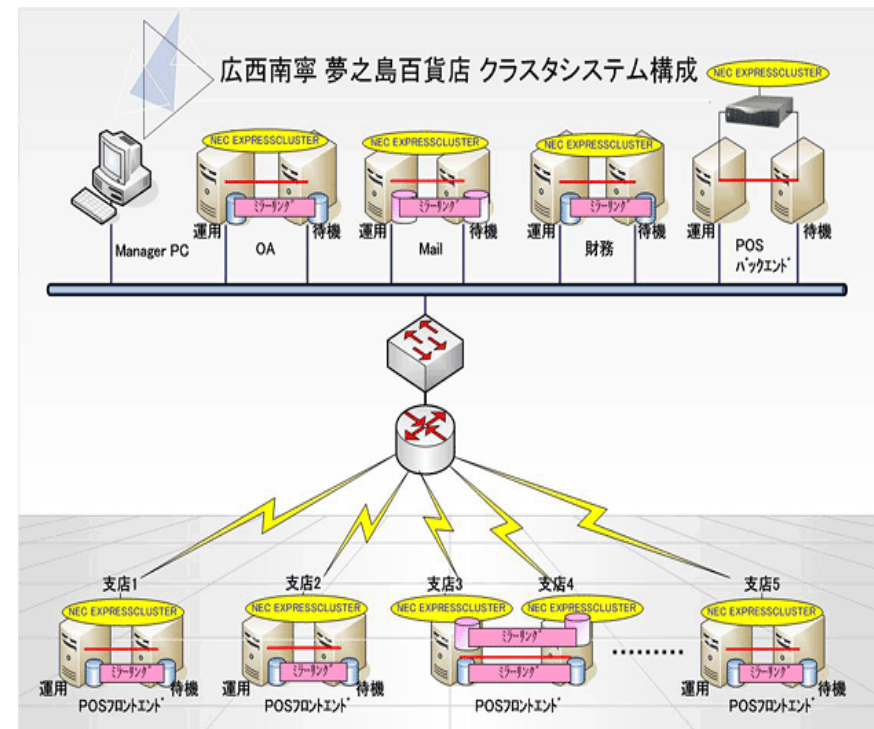 広西南寧 夢之島百貨店 クラスタシステム構成
NEC EXPRESSCLUSTER
NEC EXPRESSCLUSTER
NEC EXPRESSCLUSTER
NEC EXPRESSCLUSTER
ミラーリング
ミラーリング
ミラーリング
運用 待機 運用 待機 運用 待機 運用 待機
Manager PC OA Mail 財務 POS
バックエンド
支店1 支店2 支店3 支店4 支店5
NEC EXPRESSCLUSTER
NEC EXPRESSCLUSTER
NEC EXPRESSCLUSTER
NEC EXPRESSCLUSTER
NEC EXPRESSCLUSTER
ミラーリング
ミラーリング
ミラーリング
ミラーリング
ミラーリング
運用 待機 運用 待機 運用 待機
POSフロントエンド POSフロントエンド POSフロントエンド POSフロントエンド